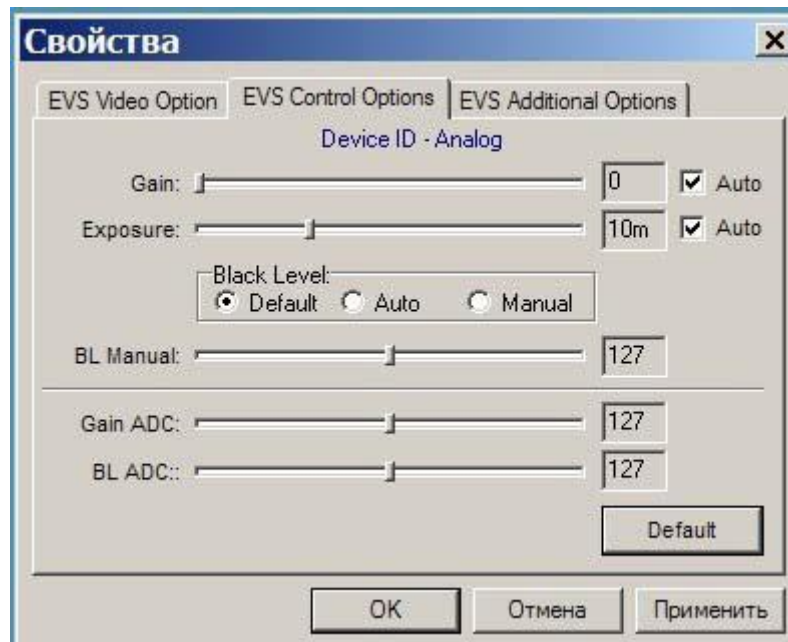 Свойства
EVS Video Option EVS Control Options EVS Additional Options
Device ID - Analog
Gain: 0 Auto
Exposure: 10m Auto
Black Level:
Default Auto Manual
BL Manual: 127
Gain ADC: 127
BL ADC:: 127
Default
OK Отмена Применить